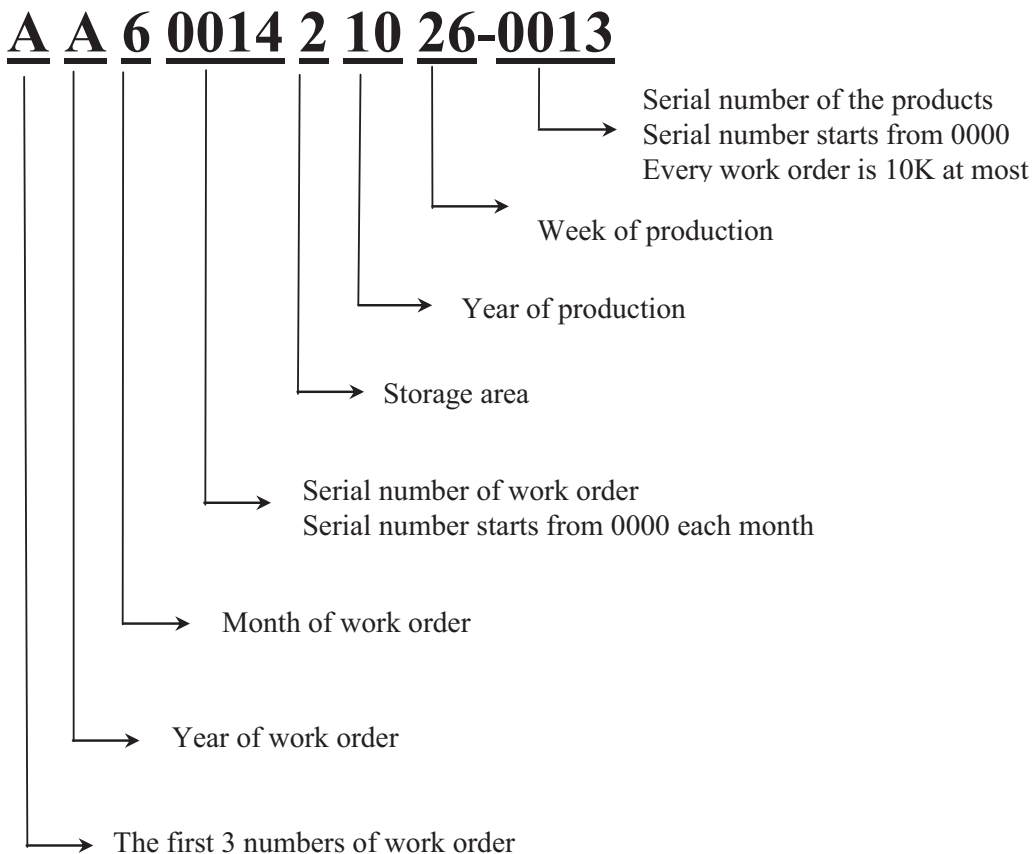 A A 6 0014 2 10 26-0013
Serial number of the products
Serial number starts from 0000
Every work order is 10K at most
Week of production
Year of production
Storage area
Serial number of work order
Serial number starts from 0000 each month
Month of work order
Year of work order
The first 3 numbers of work order